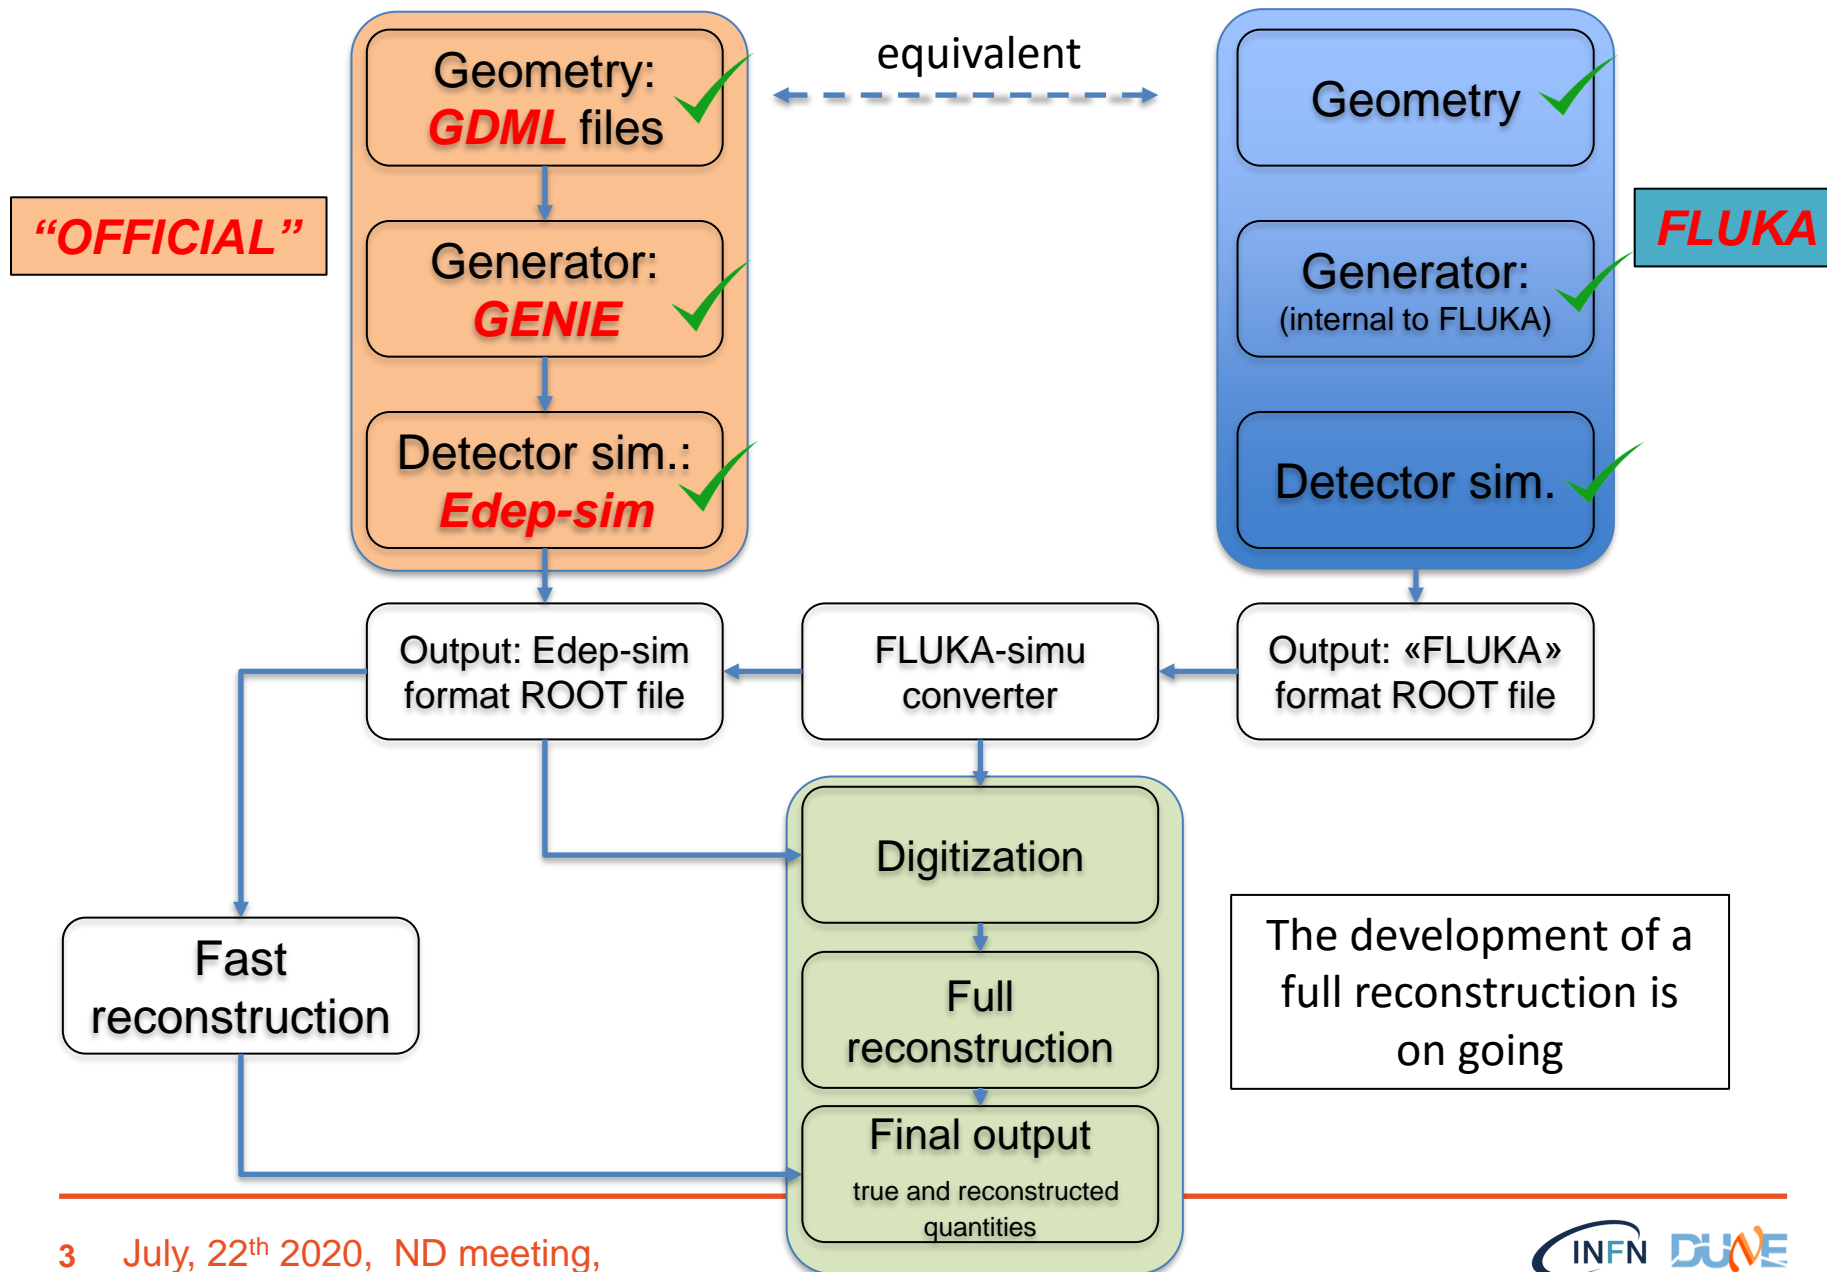 Geometry:
GDML files
equivalent
Geometry
“OFFICIAL”
Generator:
GENIE
Generator:
(internal to FLUKA)
FLUKA
Detector sim.:
Edep-sim
Detector sim.
Output: Edep-sim
format ROOT file
FLUKA-simu
converter
Output: «FLUKA»
format ROOT file
Digitization
Fast
reconstruction
Full
reconstruction
The development of a
full reconstruction is
on going
Final output
true and reconstructed
quantities
3 July, 22th 2020, ND meeting,
INFN
DUNE